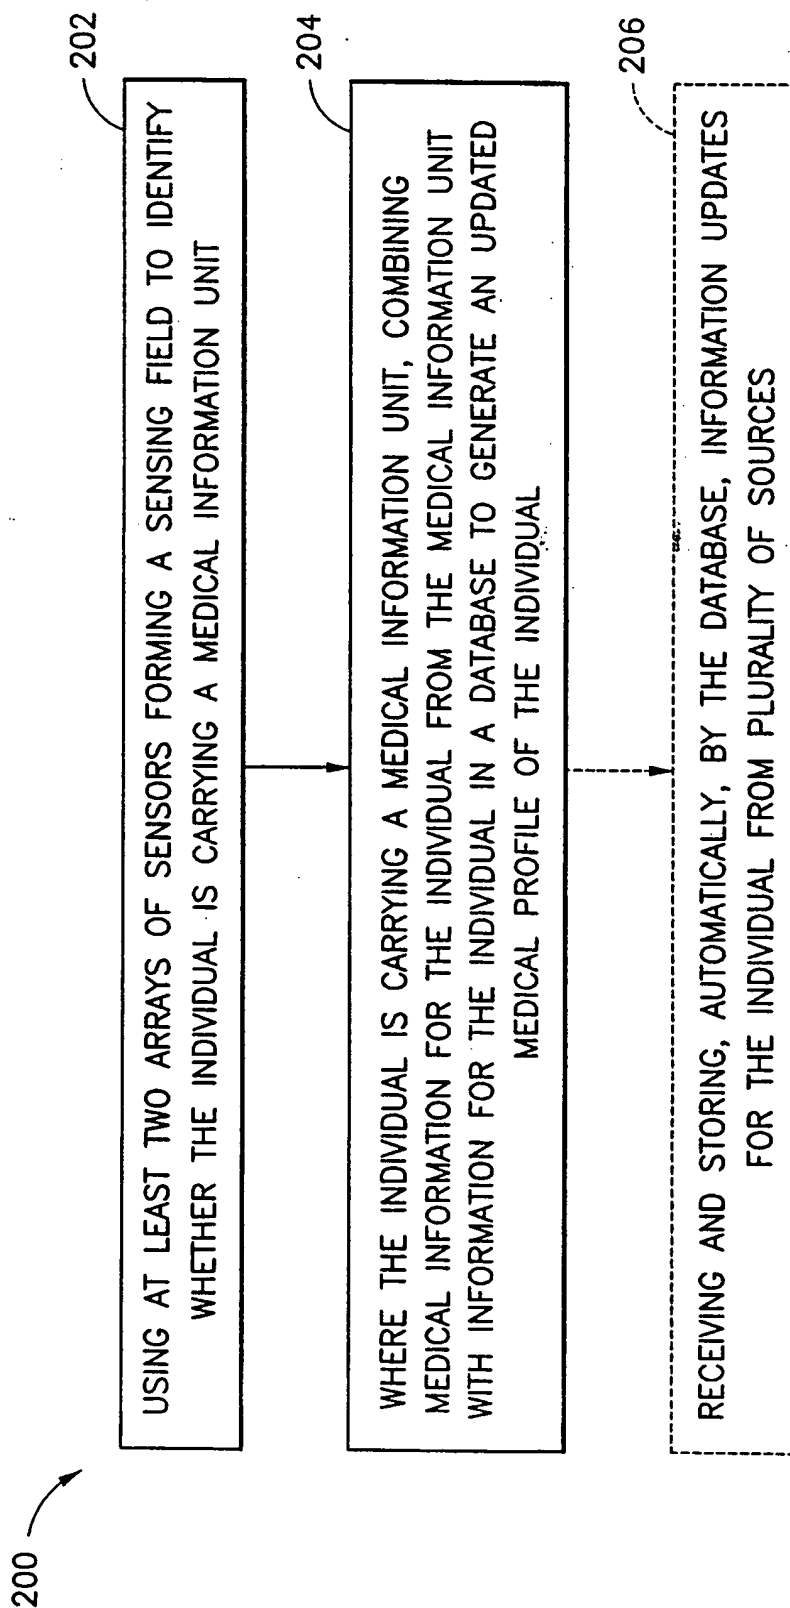 200
202
USING AT LEAST TWO ARRAYS OF SENSORS FORMING A SENSING FIELD TO IDENTIFY
WHETHER THE INDIVIDUAL IS CARRYING A MEDICAL INFORMATION UNIT
204
WHERE THE INDIVIDUAL IS CARRYING A MEDICAL INFORMATION UNIT, COMBINING
MEDICAL INFORMATION FOR THE INDIVIDUAL FROM THE MEDICAL INFORMATION UNIT
WITH INFORMATION FOR THE INDIVIDUAL IN A DATABASE TO GENERATE AN UPDATED
MEDICAL PROFILE OF THE INDIVIDUAL
206
RECEIVING AND STORING, AUTOMATICALLY, BY THE DATABASE, INFORMATION UPDATES
FOR THE INDIVIDUAL FROM PLURALITY OF SOURCES